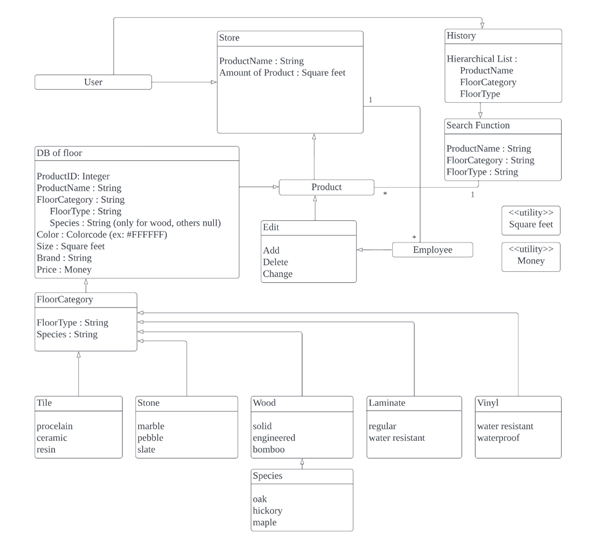 Store
ProductName : String
Amount of Product : Square feet
History
Hierarchical List :
ProductName
FloorCategory
FloorType
User
1
Search Function
ProductName : String
FloorCategory : String
FloorType : String
DB of floor
ProductID: Integer
ProductName : String
FloorCategory : String
FloorType : String
Species : String (only for wood, others null)
Color : Colorcode (ex: #FFFFFF)
Size : Square feet
Brand : String
Price : Money
Product
*
1
Edit
Add
Delete
Change
*
Employee
<<utility>>
Square feet
<<utility>>
Money
FloorCategory
FloorType : String
Species : String
Tile
procelain
ceramic
resin
Stone
marble
pebble
slate
Wood
solid
engineered
bomboo
Laminate
regular
water resistant
Vinyl
water resistant
waterproof
Species
oak
hickory
maple